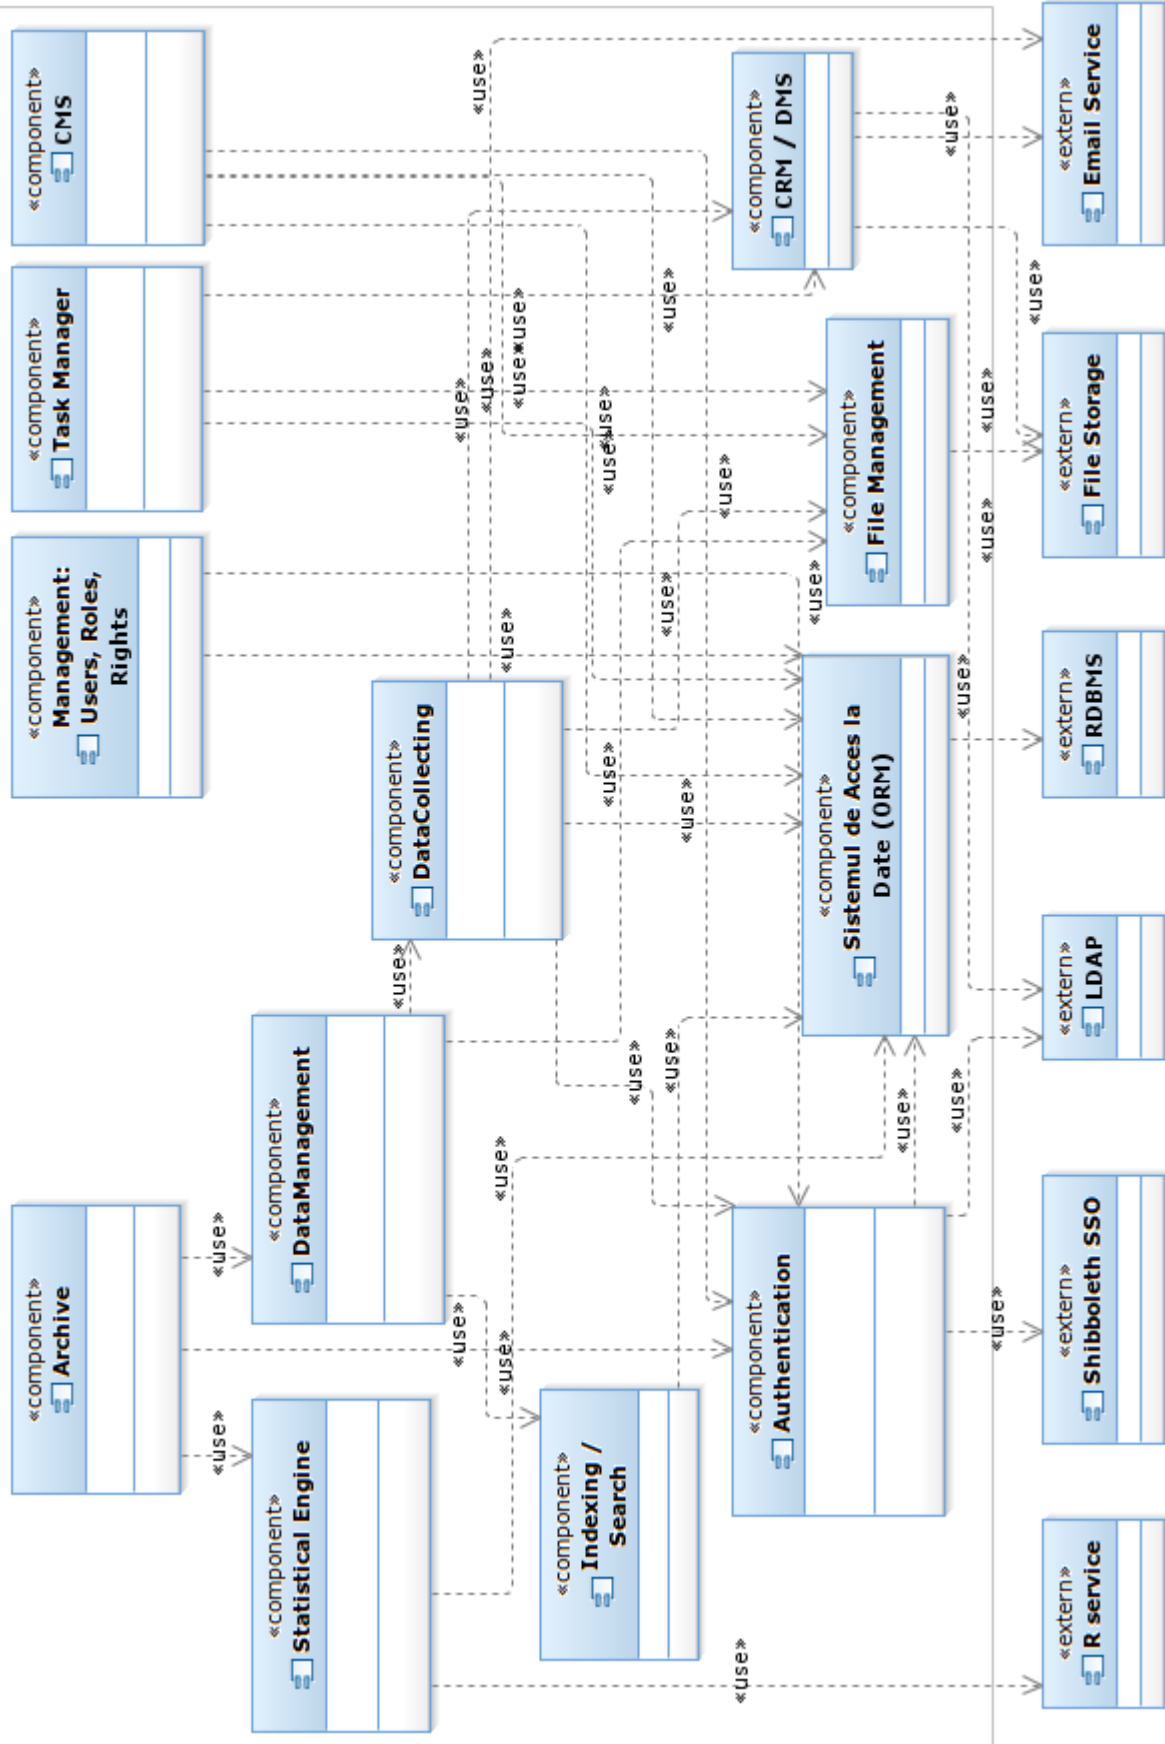 «component»
Archive
«component»
Management:
Users, Roles,
Rights
«component»
Task Manager
«component»
CMS
«use»
«use»
«component»
Statistical Engine
«component»
DataManagement
«use»
«component»
DataCollecting
«use»
«use»
«use»
«use»
«use»
«use»
«use»
«use»
«use»
«component»
Indexing /
Search
«use»
«use»
«use»
«use»
«use»
«use»
«use»
«use»
«use»
«use»
«use»
«component»
Authentication
«component»
Sistemul de Acces la
Date (ORM)
«component»
File Management
«component»
CRM / DMS
«use»
«use»
«use»
«use»
«use»
«use»
«use»
«use»
«use»
«extern»
R service
«extern»
Shibboleth SSO
«extern»
LDAP
«extern»
RDBMS
«extern»
File Storage
«extern»
Email Service